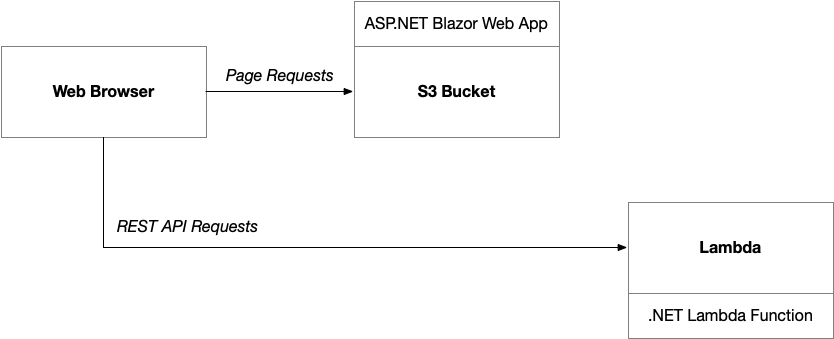 ASP.NET Blazor Web App
Web Browser
Page Requests
S3 Bucket
REST API Requests
Lambda
.NET Lambda Function